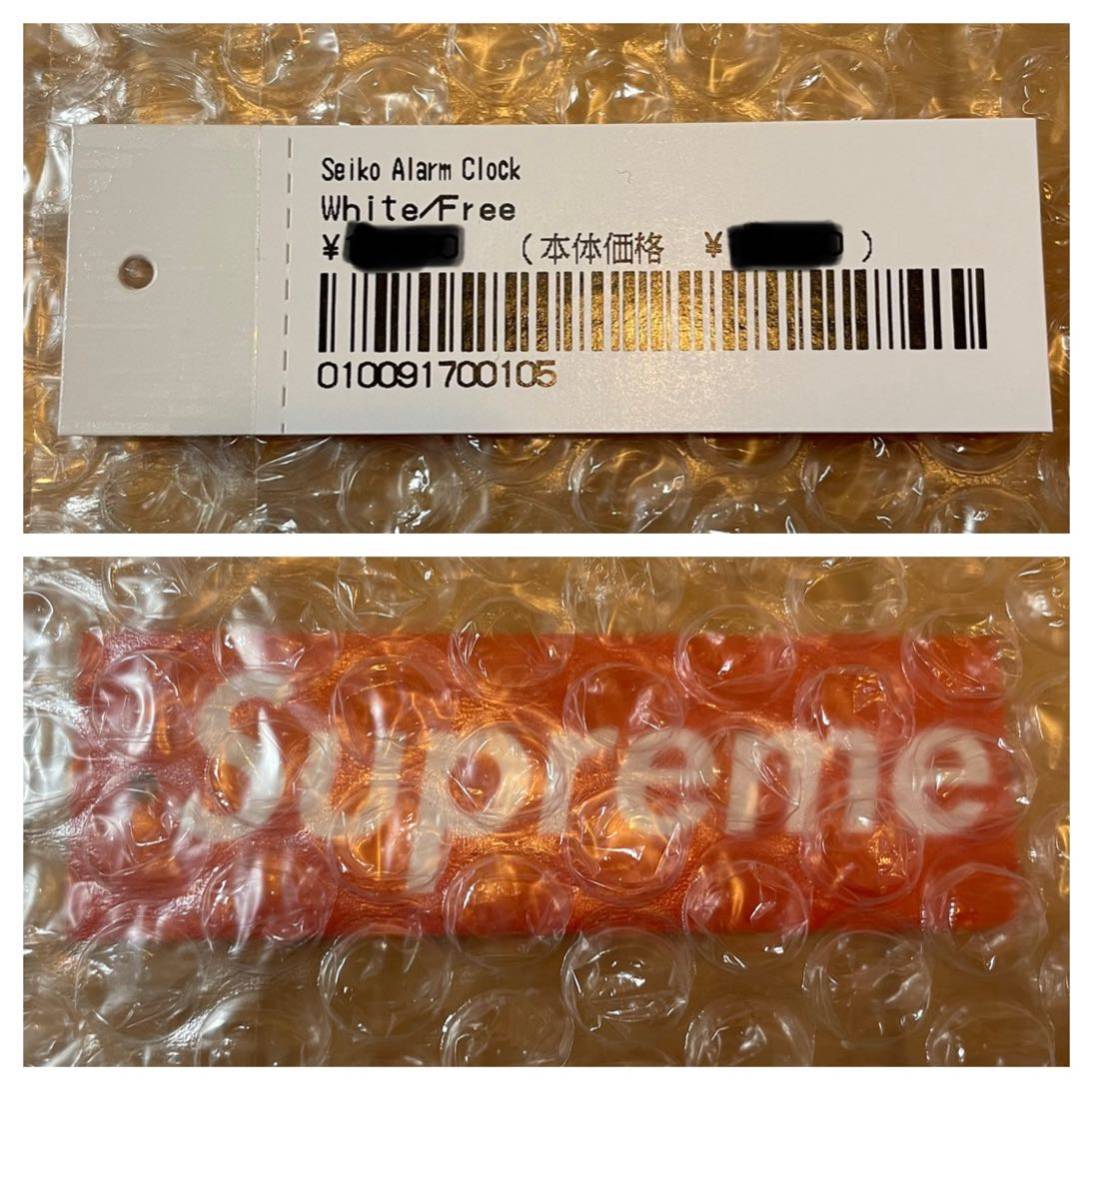 Seiko Alarm Clock
White/Free
¥ (本体価格 ¥ )
010091700105
Supreme